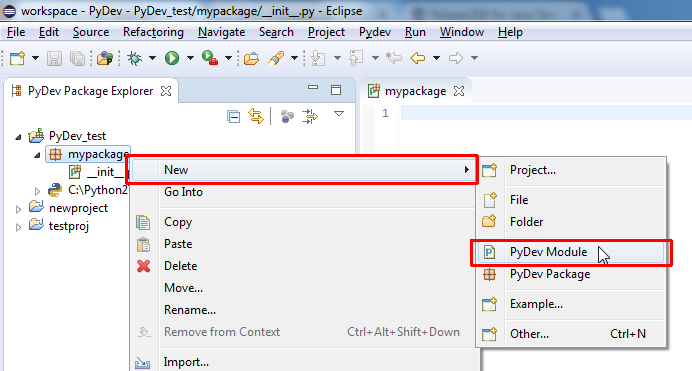 workspace - PyDev - PyDev_test/mypackage/__init__.py - Eclipse
File Edit Source Refactoring Navigate Search Project Pydev Run Window Help
PyDev Package Explorer
mypackage
1
PyDev_test
mypackage
__init_
C:\Python2
newproject
testproj
New
Go Into
Copy
Paste
Delete
Move...
Rename...
Remove from Context Ctrl+Alt+Shift+Down
Import...
Project...
File
Folder
PyDev Module
PyDev Package
Example...
Other... Ctrl+N